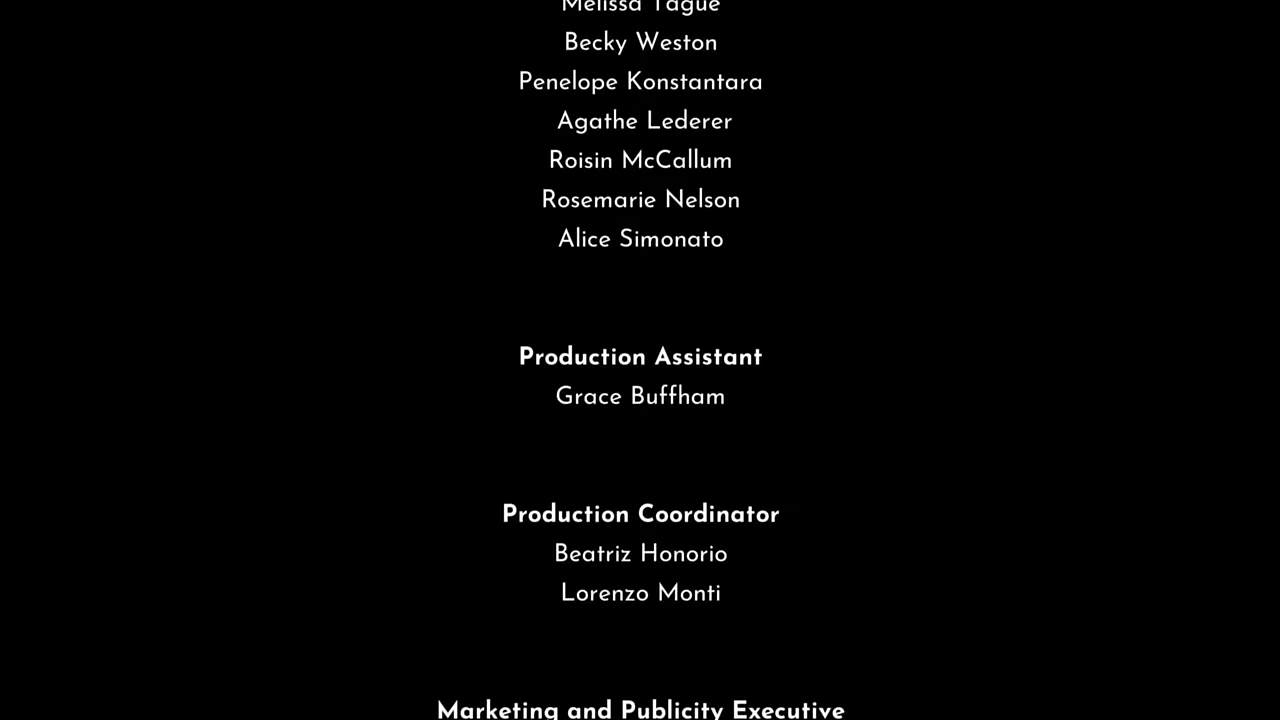 Melissa Tague
Becky Weston
Penelope Konstantara
Agathe Lederer
Roisin McCallum
Rosemarie Nelson
Alice Simonato
Production Assistant
Grace Buffham
Production Coordinator
Beatriz Honorio
Lorenzo Monti
Marketing and Publicity Executive